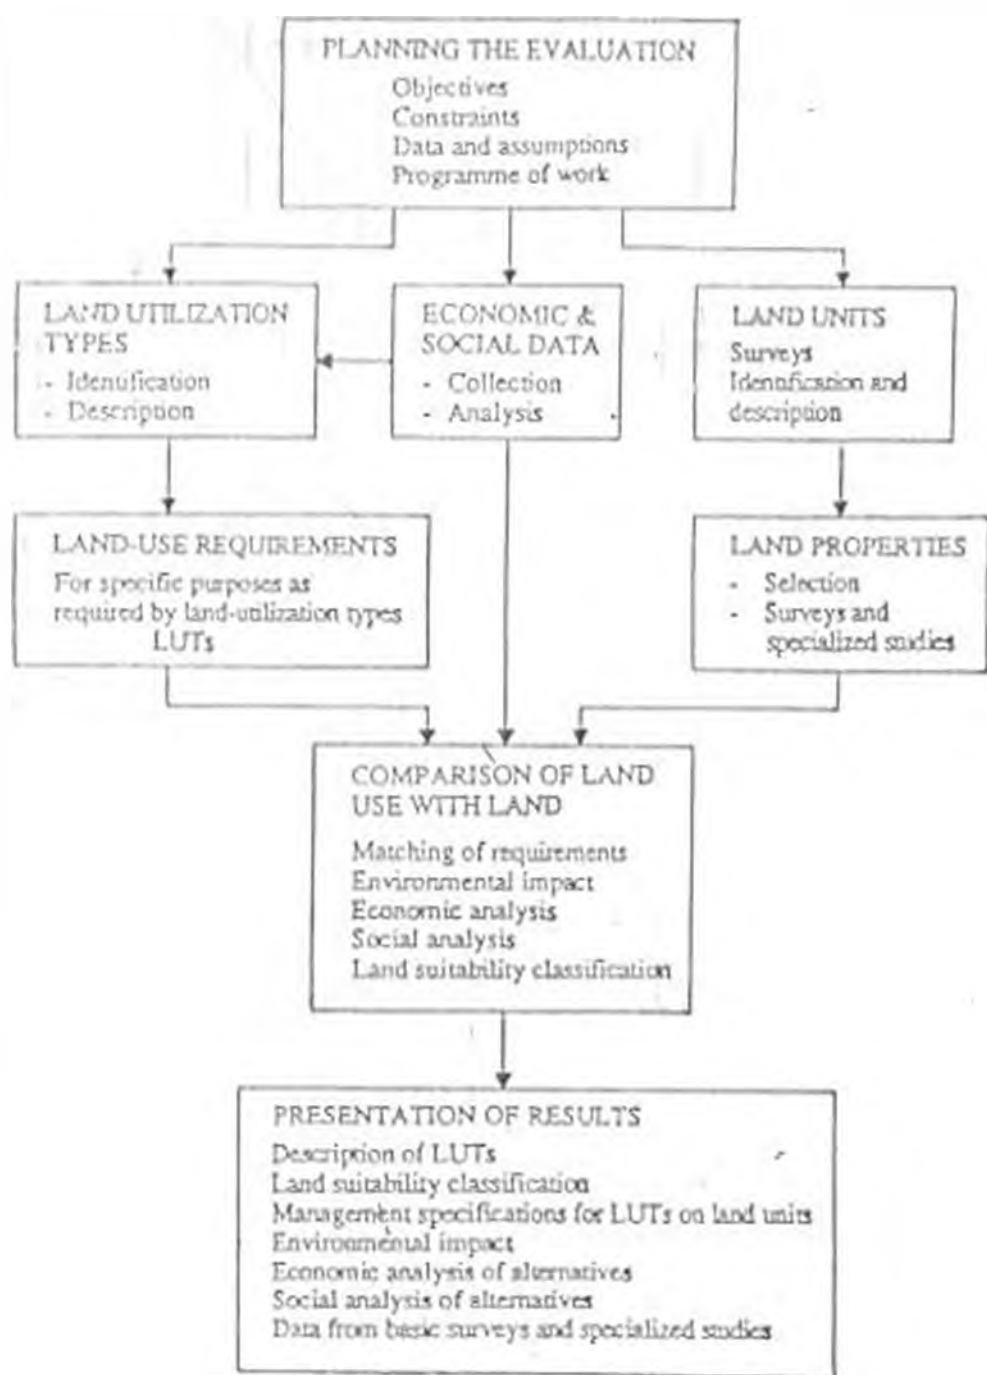 PLANNING THE EVALUATION
Objectives
Constraints
Data and assumptions
Programme of work
LAND UTILIZATION
TYPES
- Identification
- Description
ECONOMIC &
SOCIAL DATA
- Collection
- Analysis
LAND UNITS
Surveys
Identification and
description
LAND-USE REQUIREMENTS
For specific purposes as
required by land-utilization types
LUTs
LAND PROPERTIES
- Selection
- Surveys and
specialized studies
COMPARISON OF LAND
USE WITH LAND
Matching of requirements
Environmental impact
Economic analysis
Social analysis
Land suitability classification
PRESENTATION OF RESULTS
Description of LUTs
Land suitability classification
Management specifications for LUTs on land units
Environmental impact
Economic analysis of alternatives
Social analysis of alternatives
Data from basic surveys and specialized studies